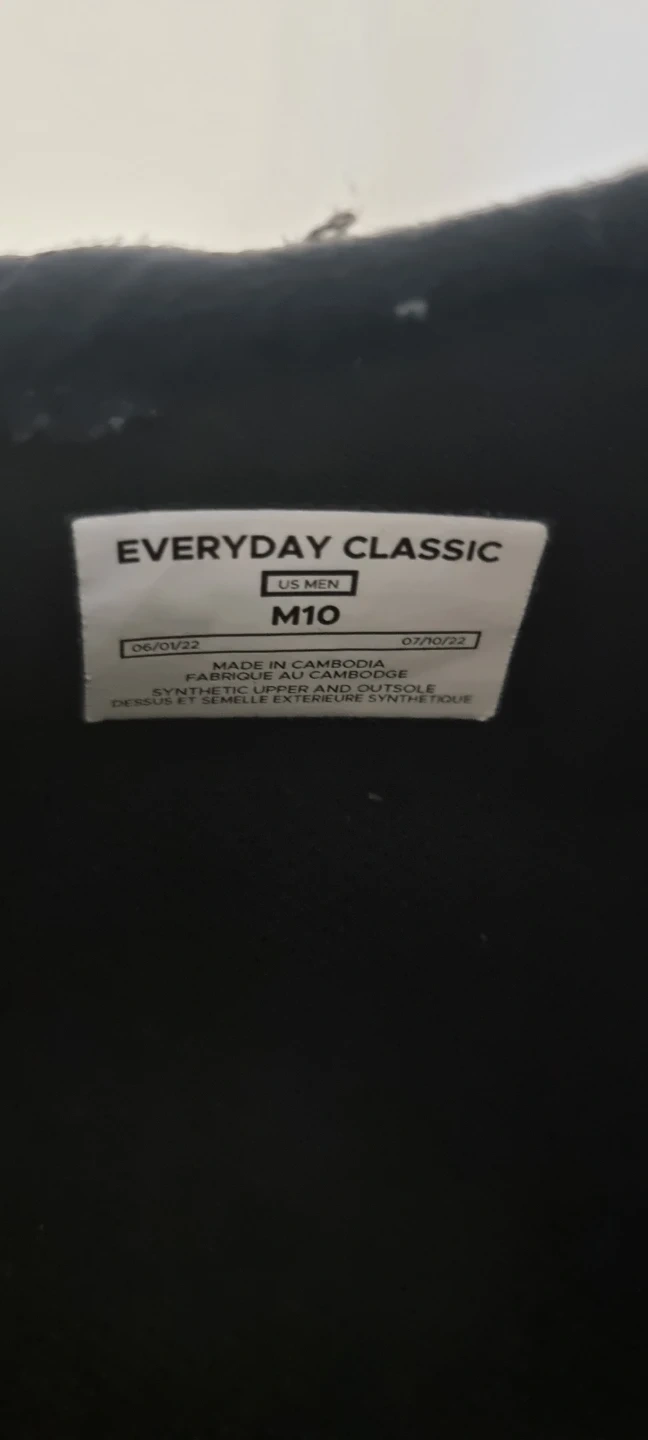 EVERYDAY CLASSIC
US MEN
M10
06/01/22 07/10/22
MADE IN CAMBODIA
FABRIQUE AU CAMBODGE
SYNTHETIC UPPER AND OUTSOLE
DESSUS ET SEMELLE EXTERIEURE SYNTHETIQUE